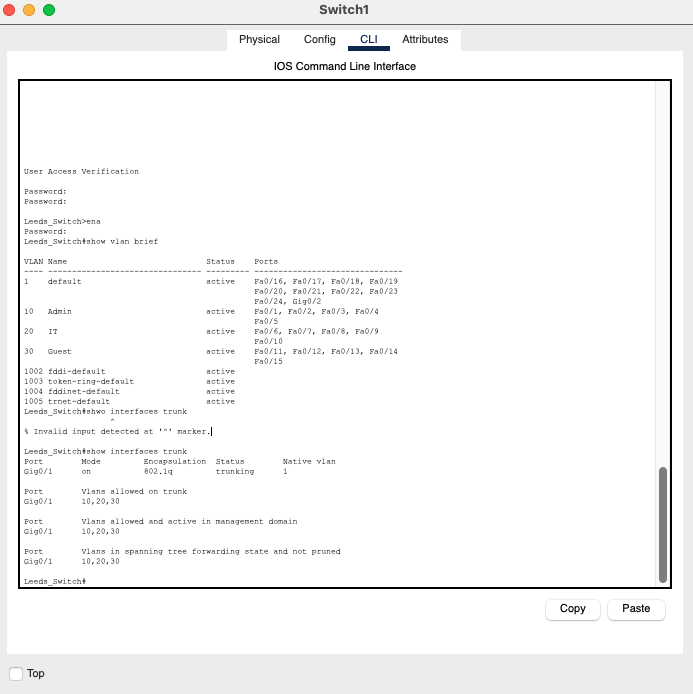 Switch1
Physical Config CLI Attributes
IOS Command Line Interface
User Access Verification
Password:
Password:
Leeds_Switch>ena
Password:
Leeds_Switch#show vlan brief
VLAN Name Status Ports
---- -------------------------------- --------- -------------------------------
1 default active Fa0/16, Fa0/17, Fa0/18, Fa0/19
Fa0/20, Fa0/21, Fa0/22, Fa0/23
Fa0/24, Gig0/2
10 Admin active Fa0/1, Fa0/2, Fa0/3, Fa0/4
Fa0/5
20 IT active Fa0/6, Fa0/7, Fa0/8, Fa0/9
Fa0/10
30 Guest active Fa0/11, Fa0/12, Fa0/13, Fa0/14
Fa0/15
1002 fddi-default active
1003 token-ring-default active
1004 fddinet-default active
1005 trnet-default active
Leeds_Switch#shwo interfaces trunk
^
% Invalid input detected at '^' marker.
Leeds_Switch#show interfaces trunk
Port Mode Encapsulation Status Native vlan
Gig0/1 on 802.1q trunking 1
Port Vlans allowed on trunk
Gig0/1 10,20,30
Port Vlans allowed and active in management domain
Gig0/1 10,20,30
Port Vlans in spanning tree forwarding state and not pruned
Gig0/1 10,20,30
Leeds_Switch#
Copy Paste
Top